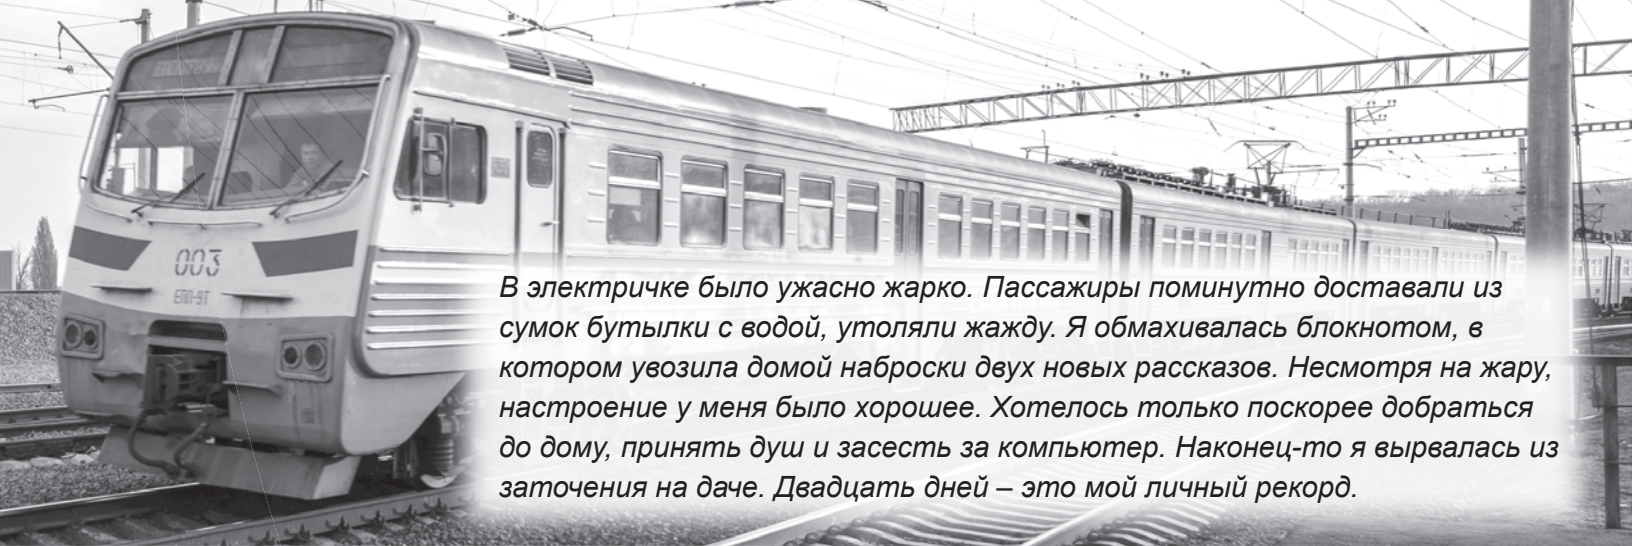 003
ЕПЛ-9Т
В электричке было ужасно жарко. Пассажиры поминутно доставали из
сумок бутылки с водой, утоляли жажду. Я обмахивалась блокнотом, в
котором увозила домой наброски двух новых рассказов. Несмотря на жару,
настроение у меня было хорошее. Хотелось только поскорее добраться
до дому, принять душ и засесть за компьютер. Наконец-то я вырвалась из
заточения на даче. Двадцать дней – это мой личный рекорд.